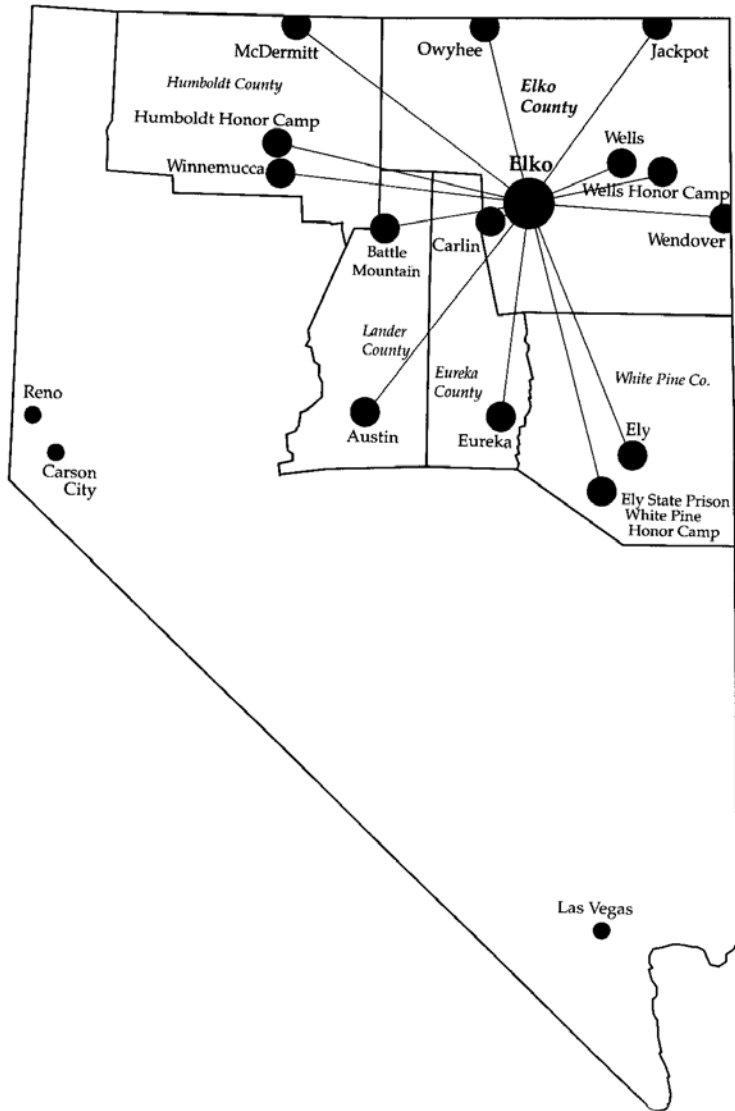 McDermitt
Owyhee
Jackpot
Humboldt County
Elko
County
Humboldt Honor Camp
Wells
Elko
Winnemucca
Wells Honor Camp
Carlin
Wendover
Battle
Mountain
Lander
County
Eureka
County
White Pine Co.
Reno
Austin
Eureka
Ely
Carson
City
Ely State Prison
White Pine
Honor Camp
Las Vegas